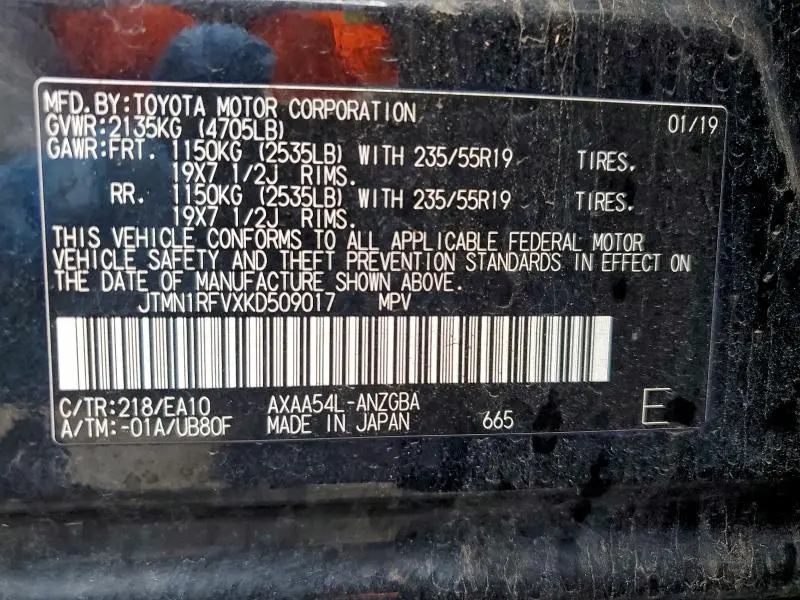 MFD.BY:TOYOTA MOTOR CORPORATION 01/19
GVWR:2135KG (4705LB)
GAWR:FRT. 1150KG (2535LB) WITH 235/55R19 TIRES.
19X7 1/2J RIMS.
RR. 1150KG (2535LB) WITH 235/55R19 TIRES.
19X7 1/2J RIMS.
THIS VEHICLE CONFORMS TO ALL APPLICABLE FEDERAL MOTOR
VEHICLE SAFETY AND THEFT PREVENTION STANDARDS IN EFFECT ON
THE DATE OF MANUFACTURE SHOWN ABOVE.
JTMN1RFVXKD509017 MPV
C/TR:218/EA10 AXAA54L-ANZGBA
A/TM:-01A/UB80F MADE IN JAPAN 665 E